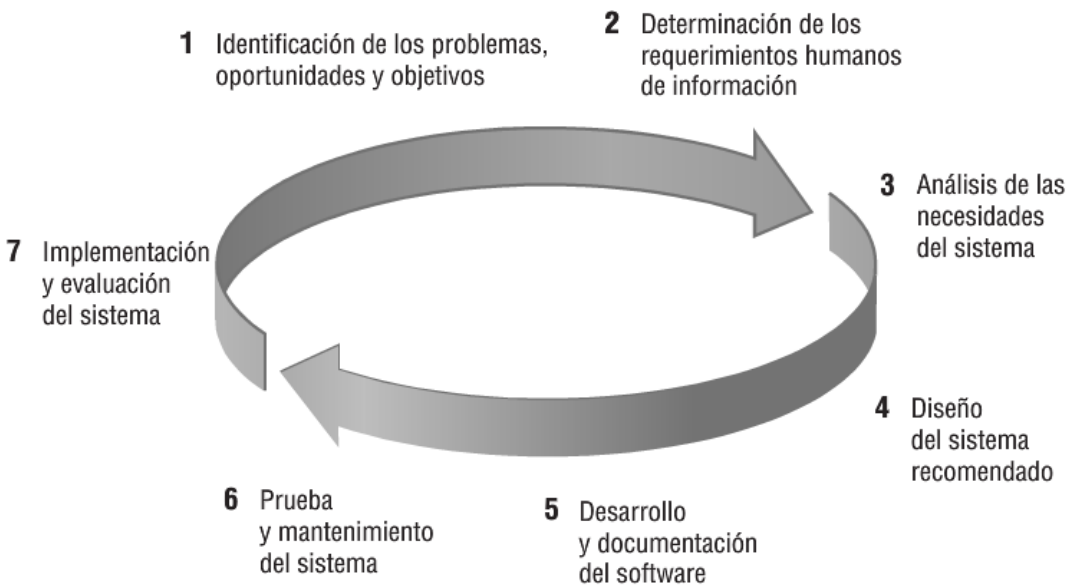 1 Identificación de los problemas,
oportunidades y objetivos
2 Determinación de los
requerimientos humanos
de información
3 Análisis de las
necesidades
del sistema
4 Diseño
del sistema
recomendado
5 Desarrollo
y documentación
del software
6 Prueba
y mantenimiento
del sistema
7 Implementación
y evaluación
del sistema